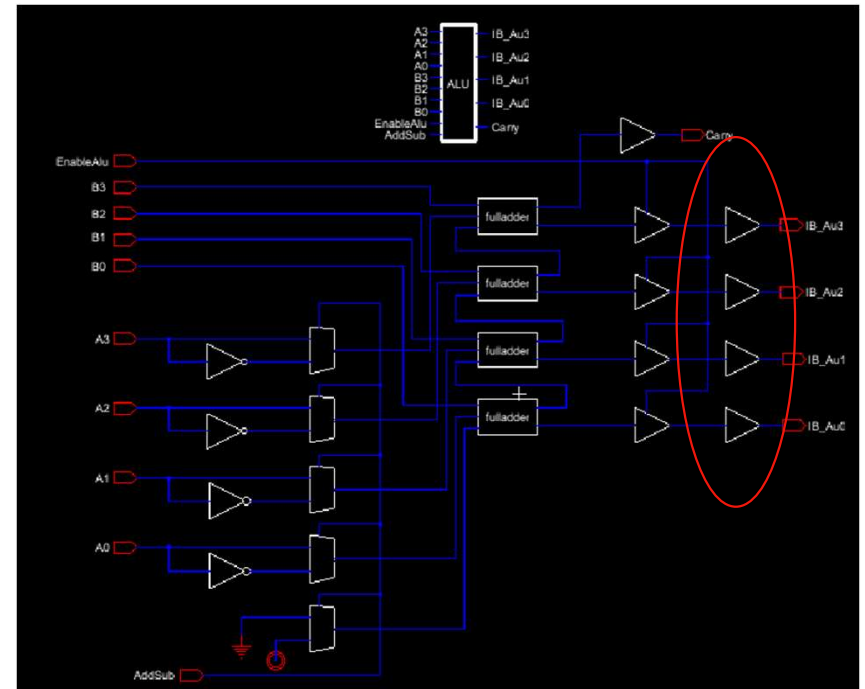 A3
A2
A1
A0
B3
B2
B1
B0
EnableAlu
AddSub
ALU
IB_Au3
IB_Au2
IB_Au1
IB_Au0
Carry
Carry
EnableAlu
B3
B2
B1
B0
fulladder
fulladder
fulladder
fulladder
IB_Au3
IB_Au2
IB_Au1
IB_Au0
A3
A2
A1
A0
AddSub